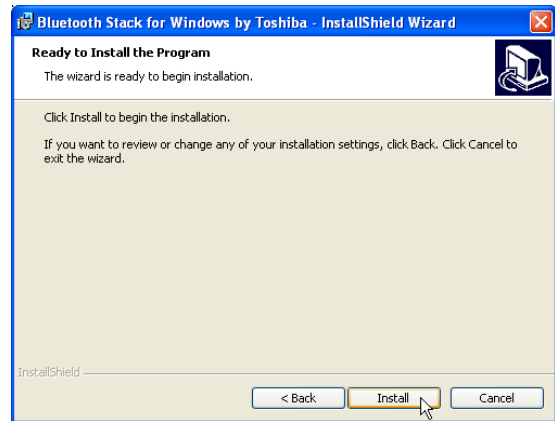 Bluetooth Stack for Windows by Toshiba - InstallShield Wizard
Ready to Install the Program
The wizard is ready to begin installation.
Click Install to begin the installation.
If you want to review or change any of your installation settings, click Back. Click Cancel to
exit the wizard.
InstallShield
< Back Install Cancel